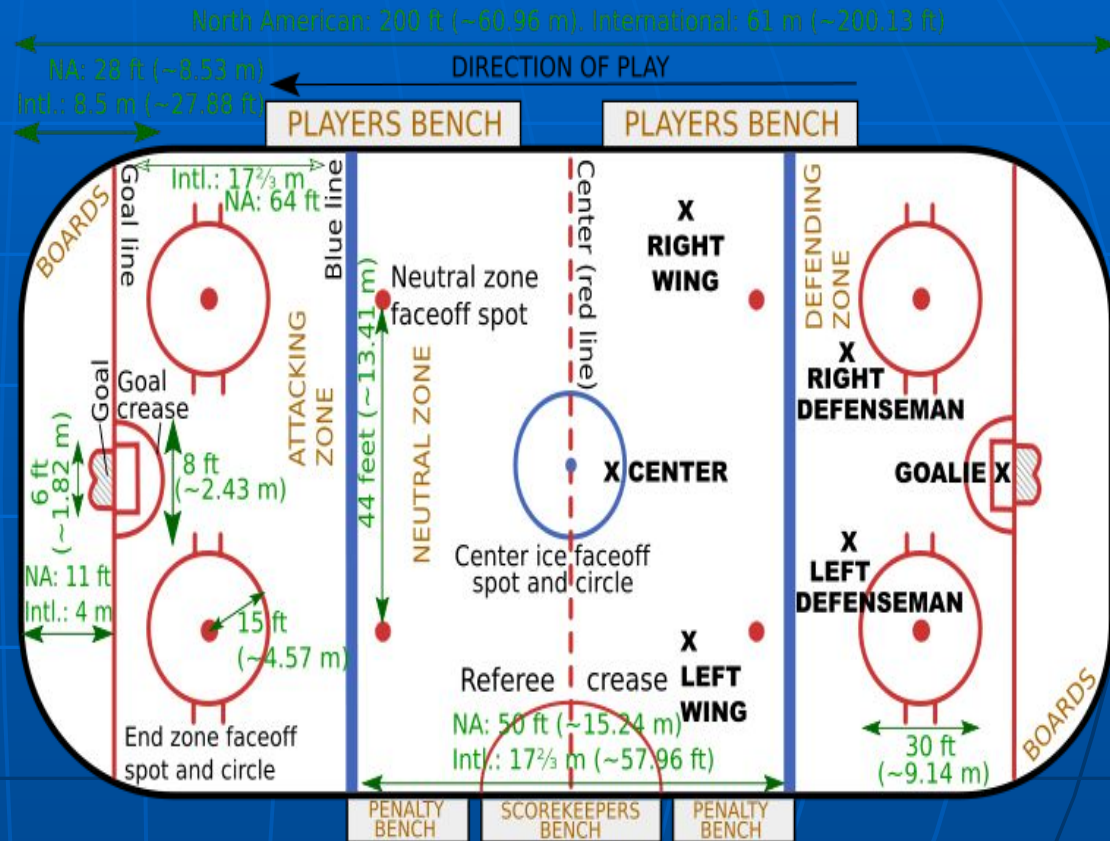 North American: 200 ft (~60.96 m). International: 61 m (~200.13 ft)
NA: 28 ft (~8.53 m)
intl.: 8.5 m (~27.88 ft)
DIRECTION OF PLAY
PLAYERS BENCH
PLAYERS BENCH
BOARDS
Goal line
Intl.: 17⅔ m
NA: 64 ft
Blue line
Center (red line)
DEFENDING
ZONE
X
RIGHT
WING
Neutral zone
faceoff spot
44 feet (~13.41 m)
ATTACKING
ZONE
NEUTRAL ZONE
X
RIGHT
DEFENSEMAN
Goal
Goal
crease
6 ft
(~1.82 m)
8 ft
(~2.43 m)
X CENTER
GOALIE X
Center ice faceoff
spot and circle
X
LEFT
DEFENSEMAN
NA: 11 ft
Intl.: 4 m
15 ft
(~4.57 m)
X
LEFT
WING
Referee crease
NA: 50 ft (~15.24 m)
Intl.: 17⅔ m (~57.96 ft)
End zone faceoff
spot and circle
30 ft
(~9.14 m)
BOARDS
PENALTY
BENCH
SCOREKEEPERS
BENCH
PENALTY
BENCH